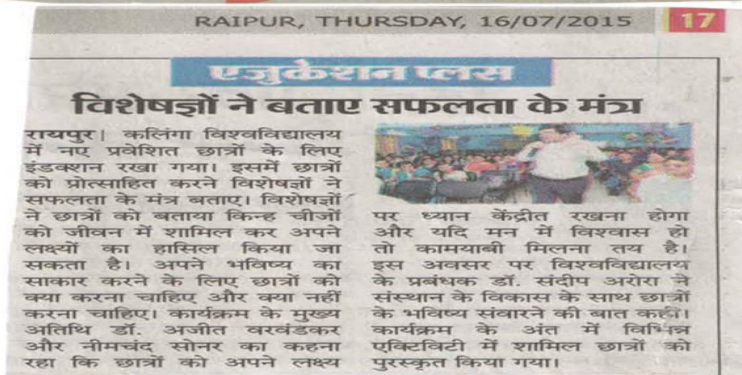 RAIPUR, THURSDAY, 16/07/2015 17
एजुकेशन प्लस
विशेषज्ञों ने बताए सफलता के मंत्र
रायपुर। कलिंगा विश्वविद्यालय
में नए प्रवेशित छात्रों के लिए
इंडक्शन रखा गया। इसमें छात्रों
को प्रोत्साहित करने विशेषज्ञों ने
सफलता के मंत्र बताए। विशेषज्ञों
ने छात्रों को बताया किन्ह चीजों
को जीवन में शामिल कर अपने
लक्ष्यों का हासिल किया जा
सकता है। अपने भविष्य का
साकार करने के लिए छात्रों को
क्या करना चाहिए और क्या नहीं
करना चाहिए। कार्यक्रम के मुख्य
अतिथि डॉ. अजीत वरवंडकर
और नीमचंद सोनर का कहना
रहा कि छात्रों को अपने लक्ष्य
पर ध्यान केंद्रीत रखना होगा
और यदि मन में विश्वास हो
तो कामयाबी मिलना तय है।
इस अवसर पर विश्वविद्यालय
के प्रबंधक डॉ. संदीप अरोरा ने
संस्थान के विकास के साथ छात्रों
के भविष्य संवारने की बात कही।
कार्यक्रम के अंत में विभिन्न
एक्टिविटी में शामिल छात्रों को
पुरस्कृत किया गया।